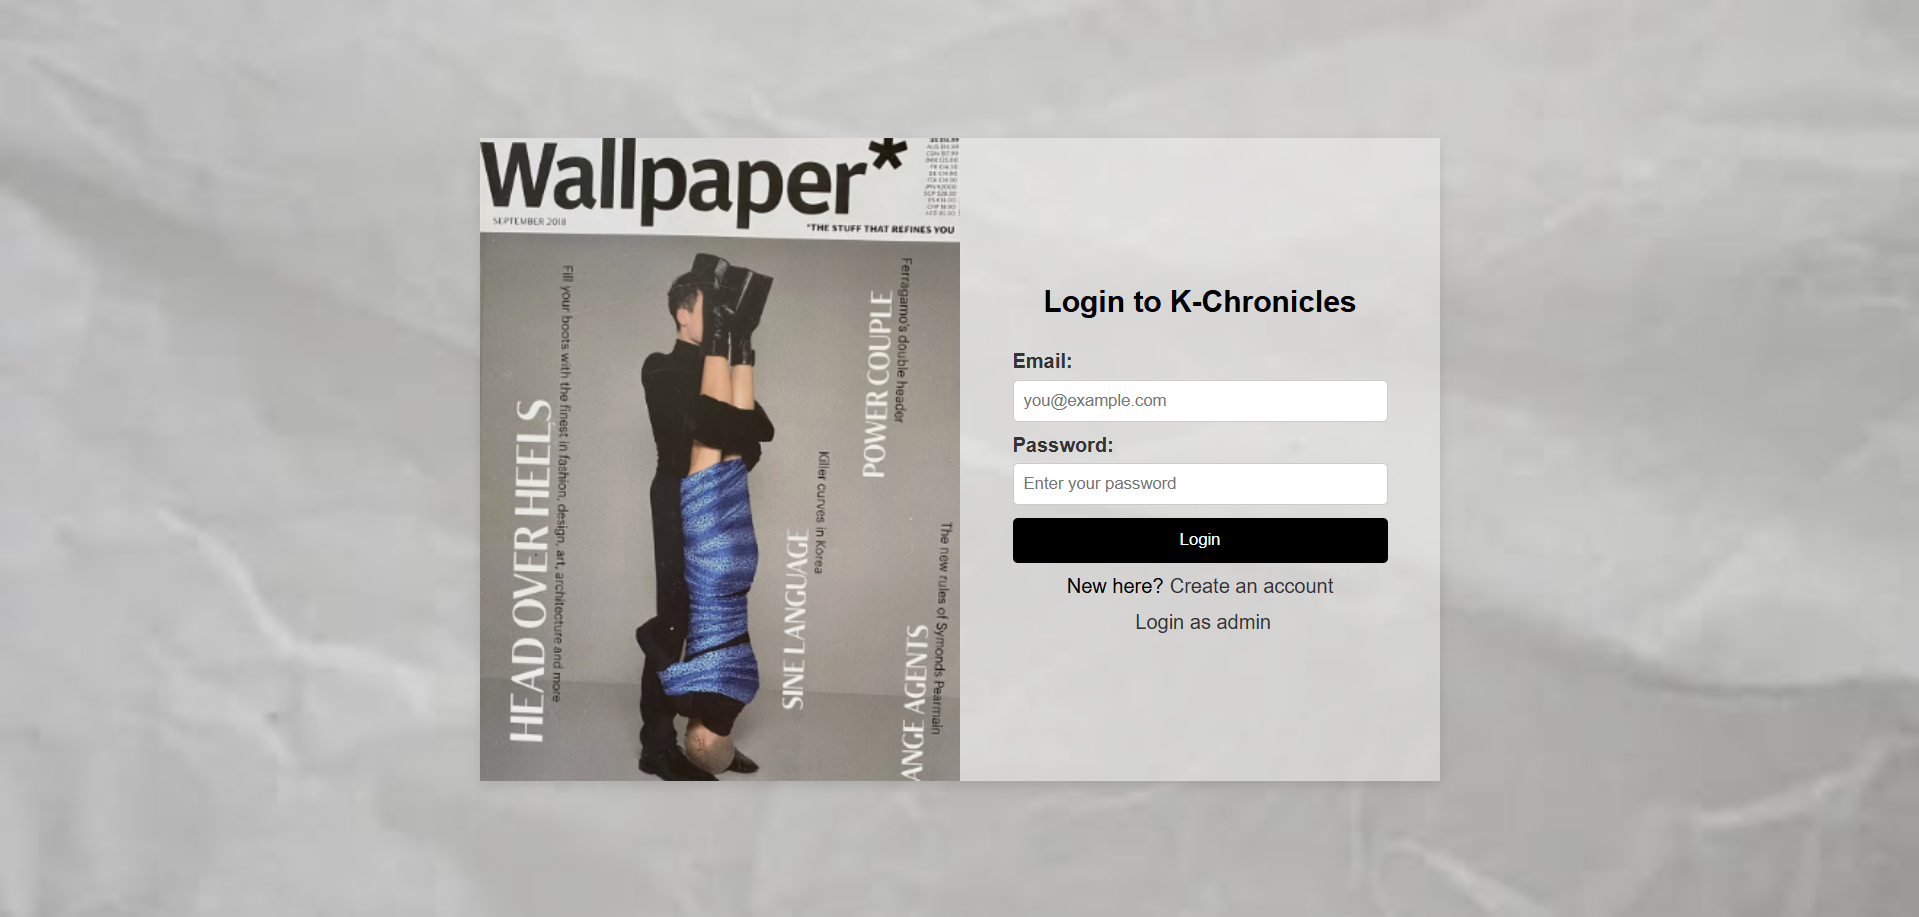 Wallpaper*
SEPTEMBER 2018
*THE STUFF THAT REFINES YOU
HEAD OVER HEELS
Fill your boots with the finest in fashion, design, art, architecture and more
POWER COUPLE
Ferragamo's double header
SINE LANGUAGE
Killer curves in Korea
ANGE AGENTS
The new rules of Symonds Pearmain
Login to K-Chronicles
Email:
you@example.com
Password:
Enter your password
Login
New here? Create an account
Login as admin